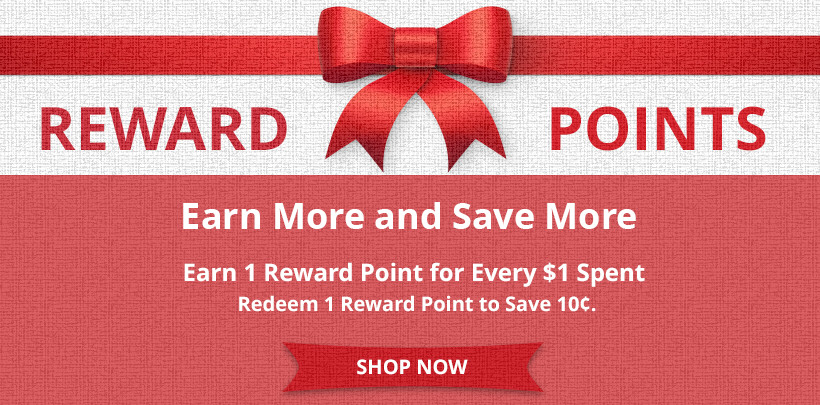 REWARD POINTS
Earn More and Save More
Earn 1 Reward Point for Every $1 Spent
Redeem 1 Reward Point to Save 10¢.
SHOP NOW